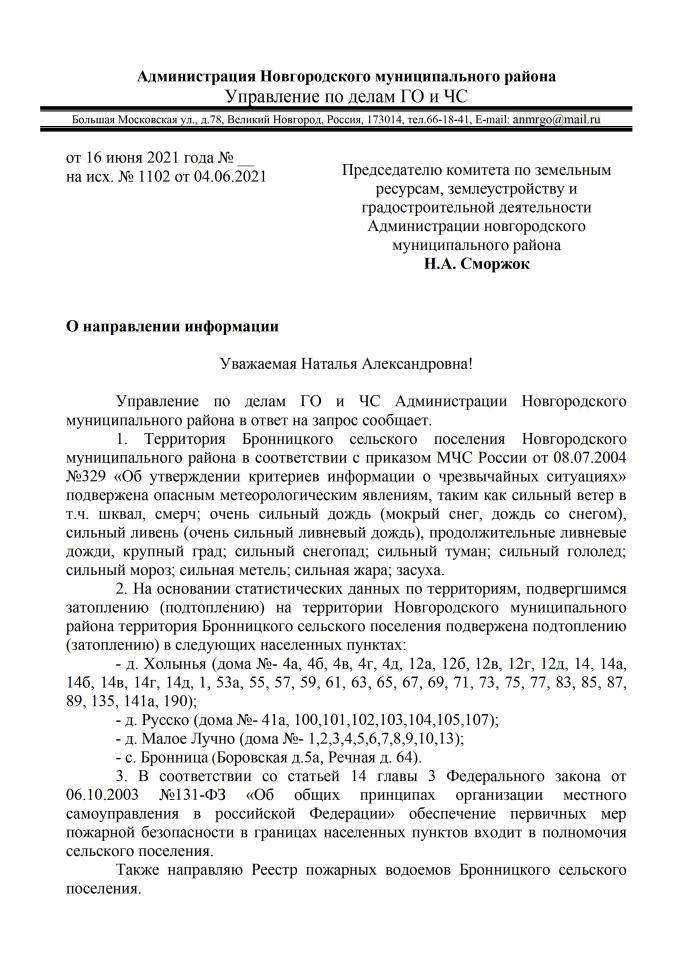 Администрация Новгородского муниципального района
Управление по делам ГО и ЧС
Большая Московская ул., д.78, Великий Новгород, Россия, 173014, тел.66-18-41, E-mail: anmrgo@mail.ru
от 16 июня 2021 года № __
на исх. № 1102 от 04.06.2021
Председателю комитета по земельным
ресурсам, землеустройству и
градостроительной деятельности
Администрации новгородского
муниципального района
Н.А. Сморжок
О направлении информации
Уважаемая Наталья Александровна!
Управление по делам ГО и ЧС Администрации Новгородского
муниципального района в ответ на запрос сообщает.
1. Территория Бронницкого сельского поселения Новгородского
муниципального района в соответствии с приказом МЧС России от 08.07.2004
№329 «Об утверждении критериев информации о чрезвычайных ситуациях»
подвержена опасным метеорологическим явлениям, таким как сильный ветер в
т.ч. шквал, смерч; очень сильный дождь (мокрый снег, дождь со снегом),
сильный ливень (очень сильный ливневый дождь), продолжительные ливневые
дожди, крупный град; сильный снегопад; сильный туман; сильный гололед;
сильный мороз; сильная метель; сильная жара; засуха.
2. На основании статистических данных по территориям, подвергшимся
затоплению (подтоплению) на территории Новгородского муниципального
района территория Бронницкого сельского поселения подвержена подтоплению
(затоплению) в следующих населенных пунктах:
- д. Холынья (дома №- 4а, 4б, 4в, 4г, 4д, 12а, 12б, 12в, 12г, 12д, 14, 14а,
14б, 14в, 14г, 14д, 1, 53а, 55, 57, 59, 61, 63, 65, 67, 69, 71, 73, 75, 77, 83, 85, 87,
89, 135, 141а, 190);
- д. Русско (дома №- 41а, 100,101,102,103,104,105,107);
- д. Малое Лучно (дома №- 1,2,3,4,5,6,7,8,9,10,13);
- с. Бронница (Боровская д.5а, Речная д. 64).
3. В соответствии со статьей 14 главы 3 Федерального закона от
06.10.2003 №131-ФЗ «Об общих принципах организации местного
самоуправления в российской Федерации» обеспечение первичных мер
пожарной безопасности в границах населенных пунктов входит в полномочия
сельского поселения.
Также направляю Реестр пожарных водоемов Бронницкого сельского
поселения.